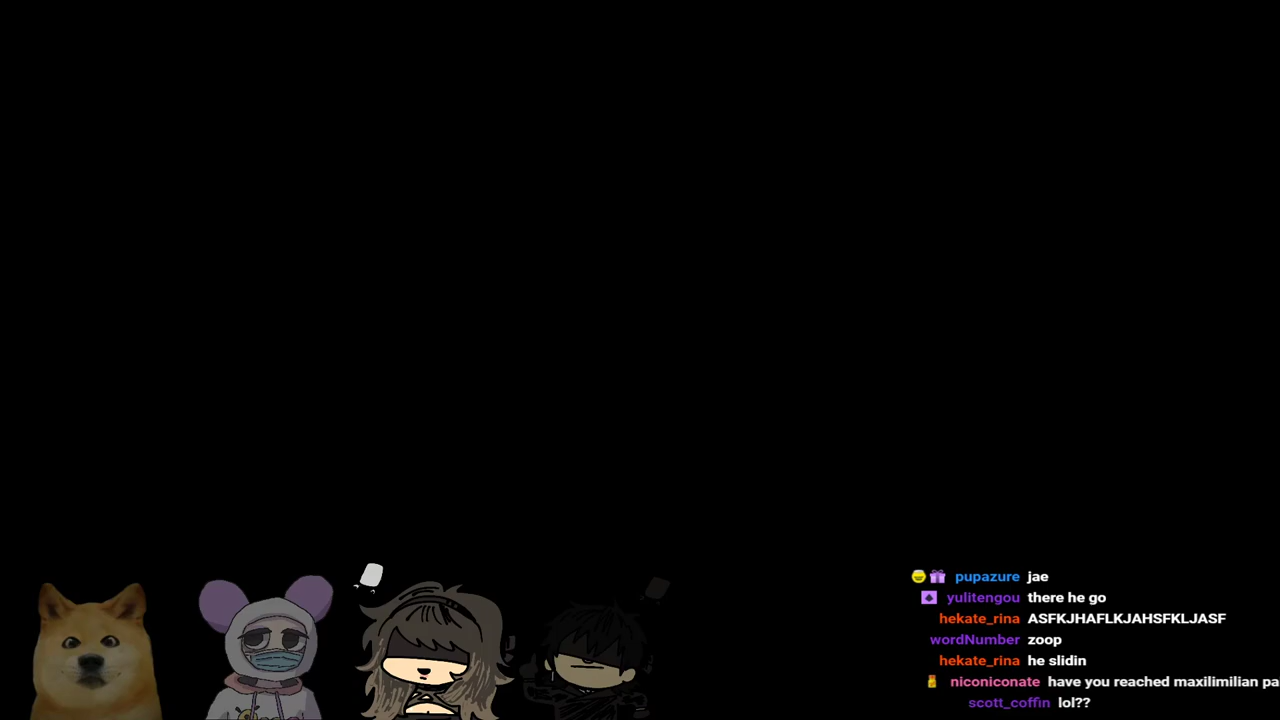 pupazure jae
yulitengou there he go
hekate_rina ASFKJHAFLKJAHSFKLJASF
wordNumber zoop
hekate_rina he slidin
niconiconate have you reached maxilimilian pa
scott_coffin lol??